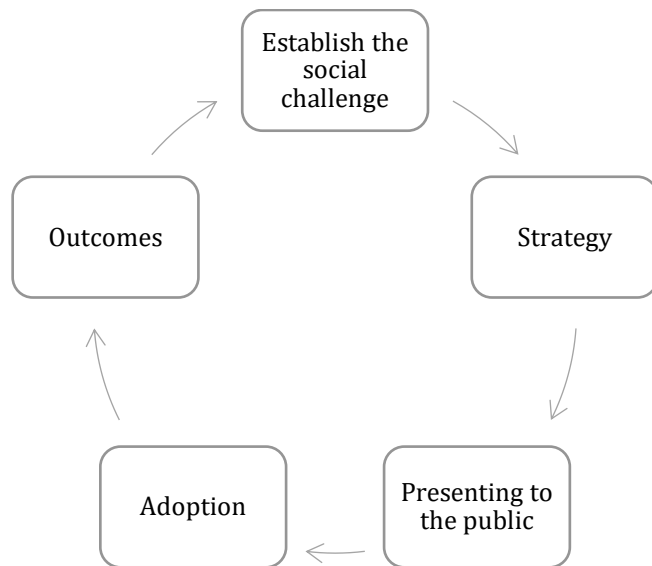 Establish the
social
challenge
Strategy
Presenting to
the public
Adoption
Outcomes